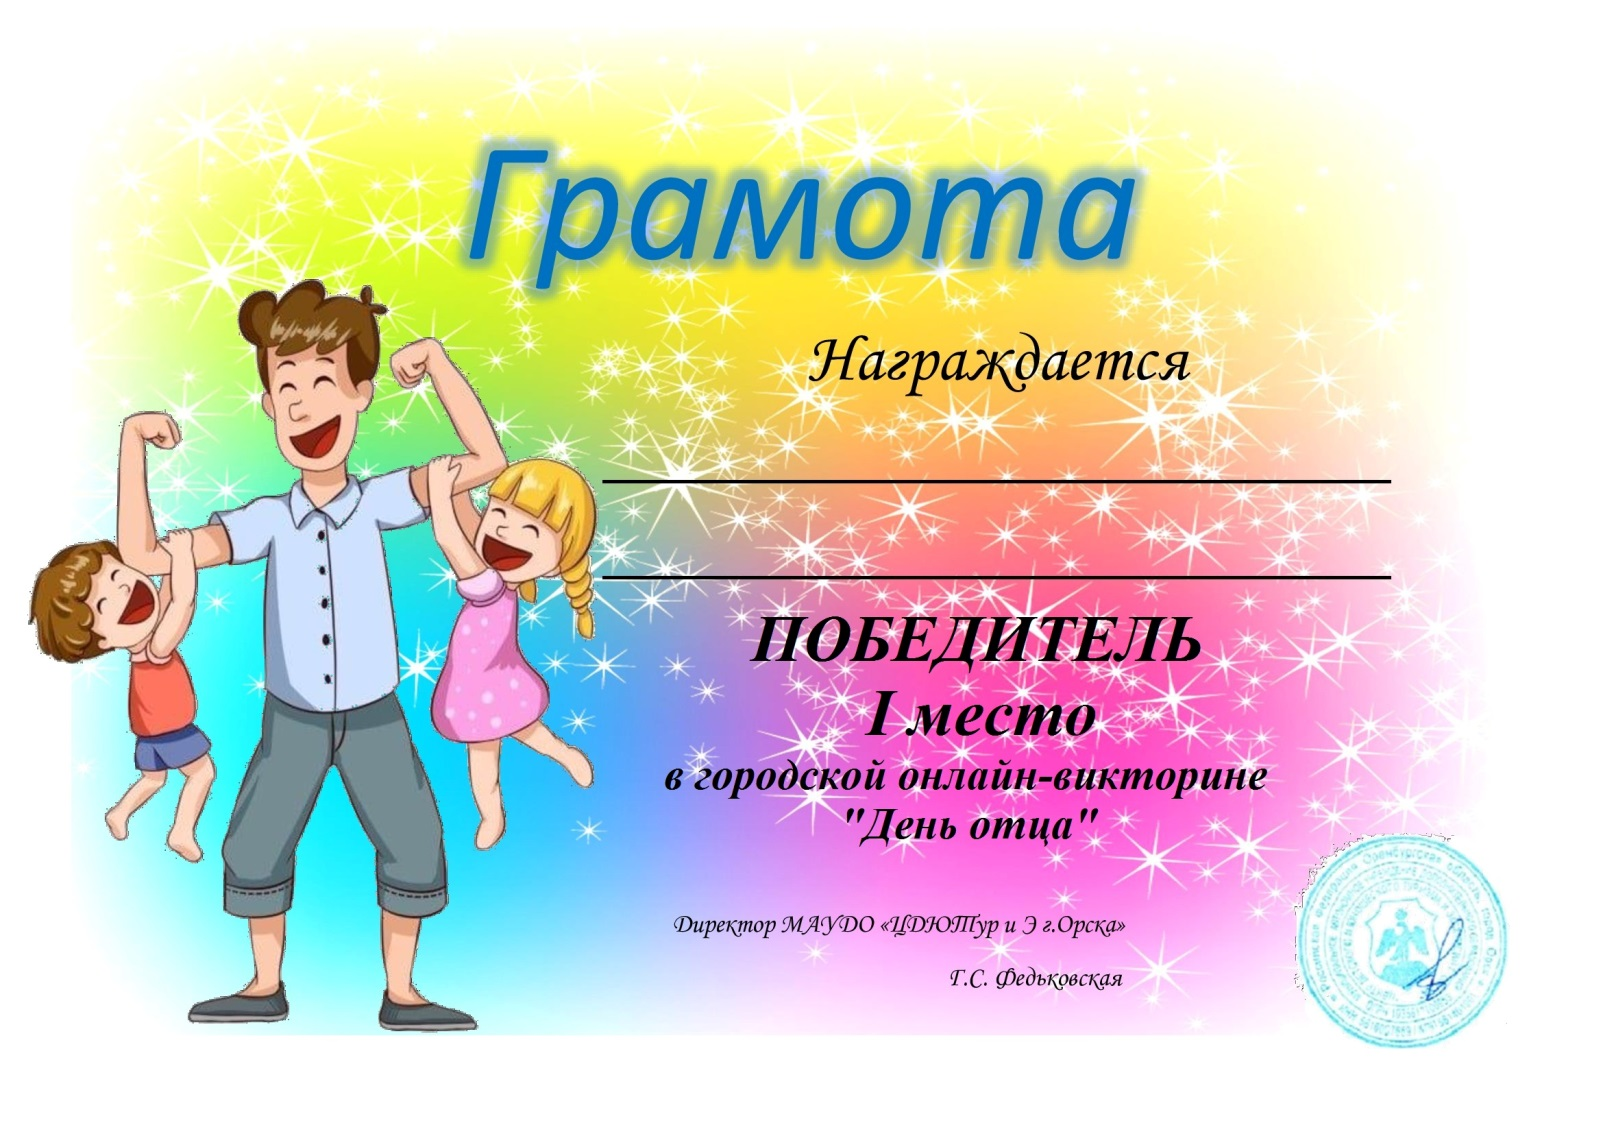 Грамота
Награждается
ПОБЕДИТЕЛЬ
I место
в городской онлайн-викторине
"День отца"
Директор МАУДО «ЦДЮТур и Э г.Орска»
Г.С. Федьковская